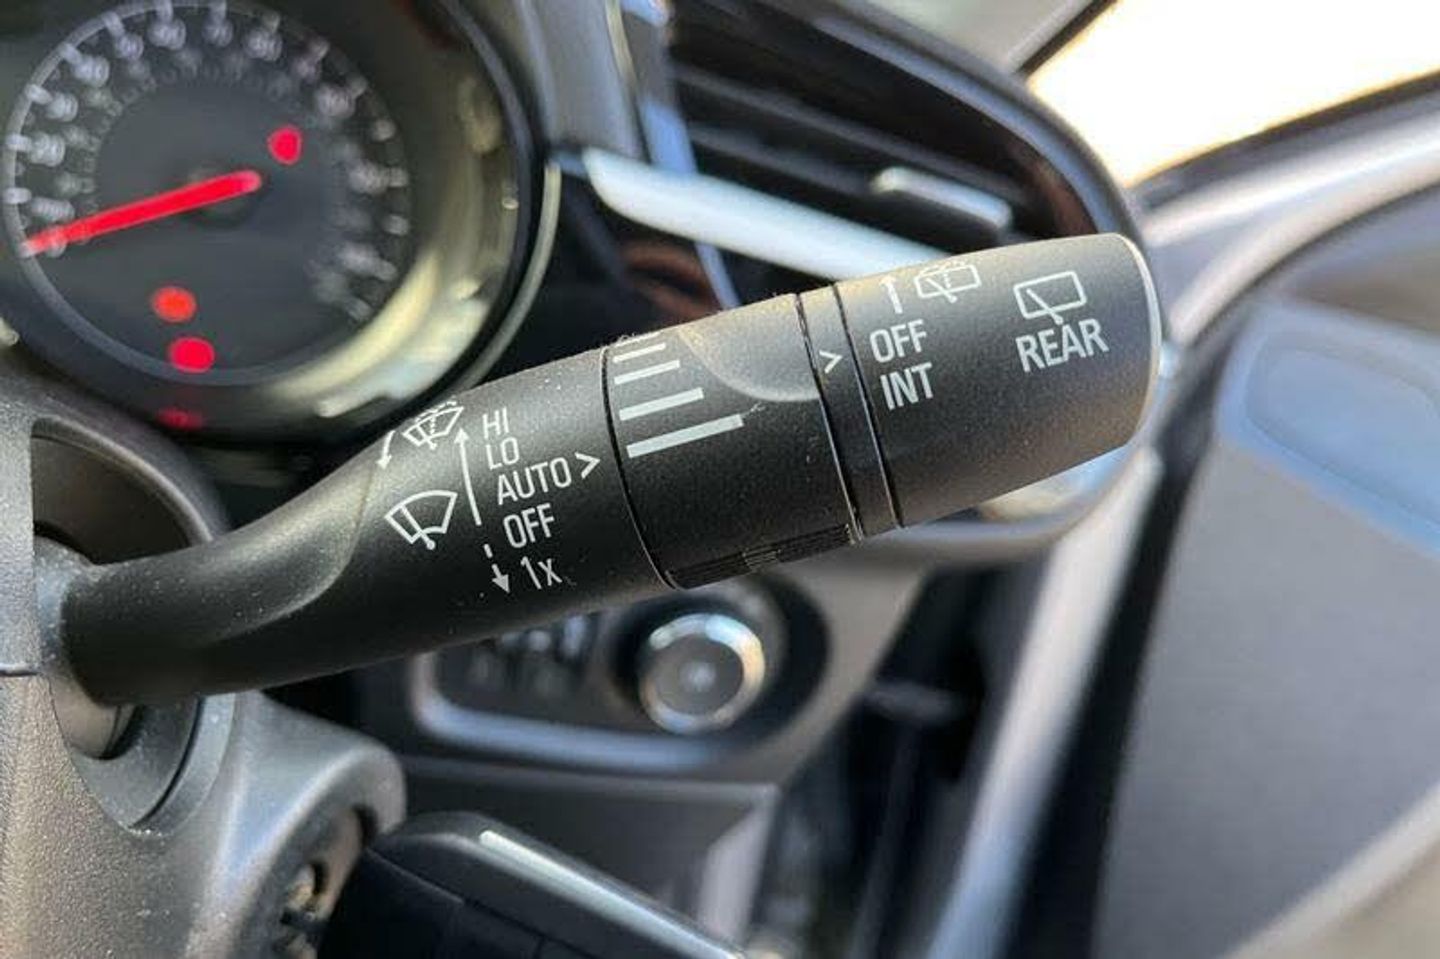 HI
LO
AUTO >
OFF
1x
>
OFF
INT
REAR